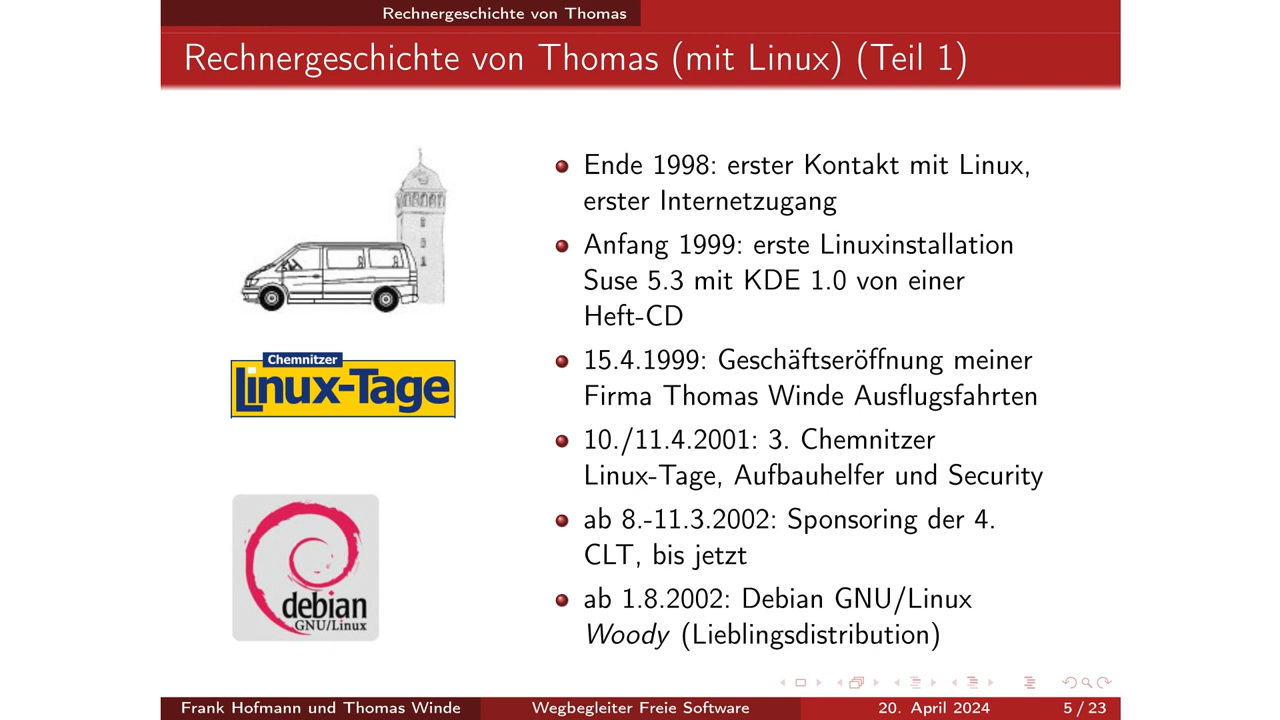 Rechnergeschichte von Thomas
Rechnergeschichte von Thomas (mit Linux) (Teil 1)
Ende 1998: erster Kontakt mit Linux,
erster Internetzugang
Anfang 1999: erste Linuxinstallation
Suse 5.3 mit KDE 1.0 von einer
Heft-CD
15.4.1999: Geschäftseröffnung meiner
Firma Thomas Winde Ausflugsfahrten
10./11.4.2001: 3. Chemnitzer
Linux-Tage, Aufbauhelfer und Security
ab 8.-11.3.2002: Sponsoring der 4.
CLT, bis jetzt
ab 1.8.2002: Debian GNU/Linux
Woody (Lieblingsdistribution)
Chemnitzer
Linux-Tage
debian
GNU/Linux
Frank Hofmann und Thomas Winde
Wegbegleiter Freie Software
20. April 2024
5 / 23